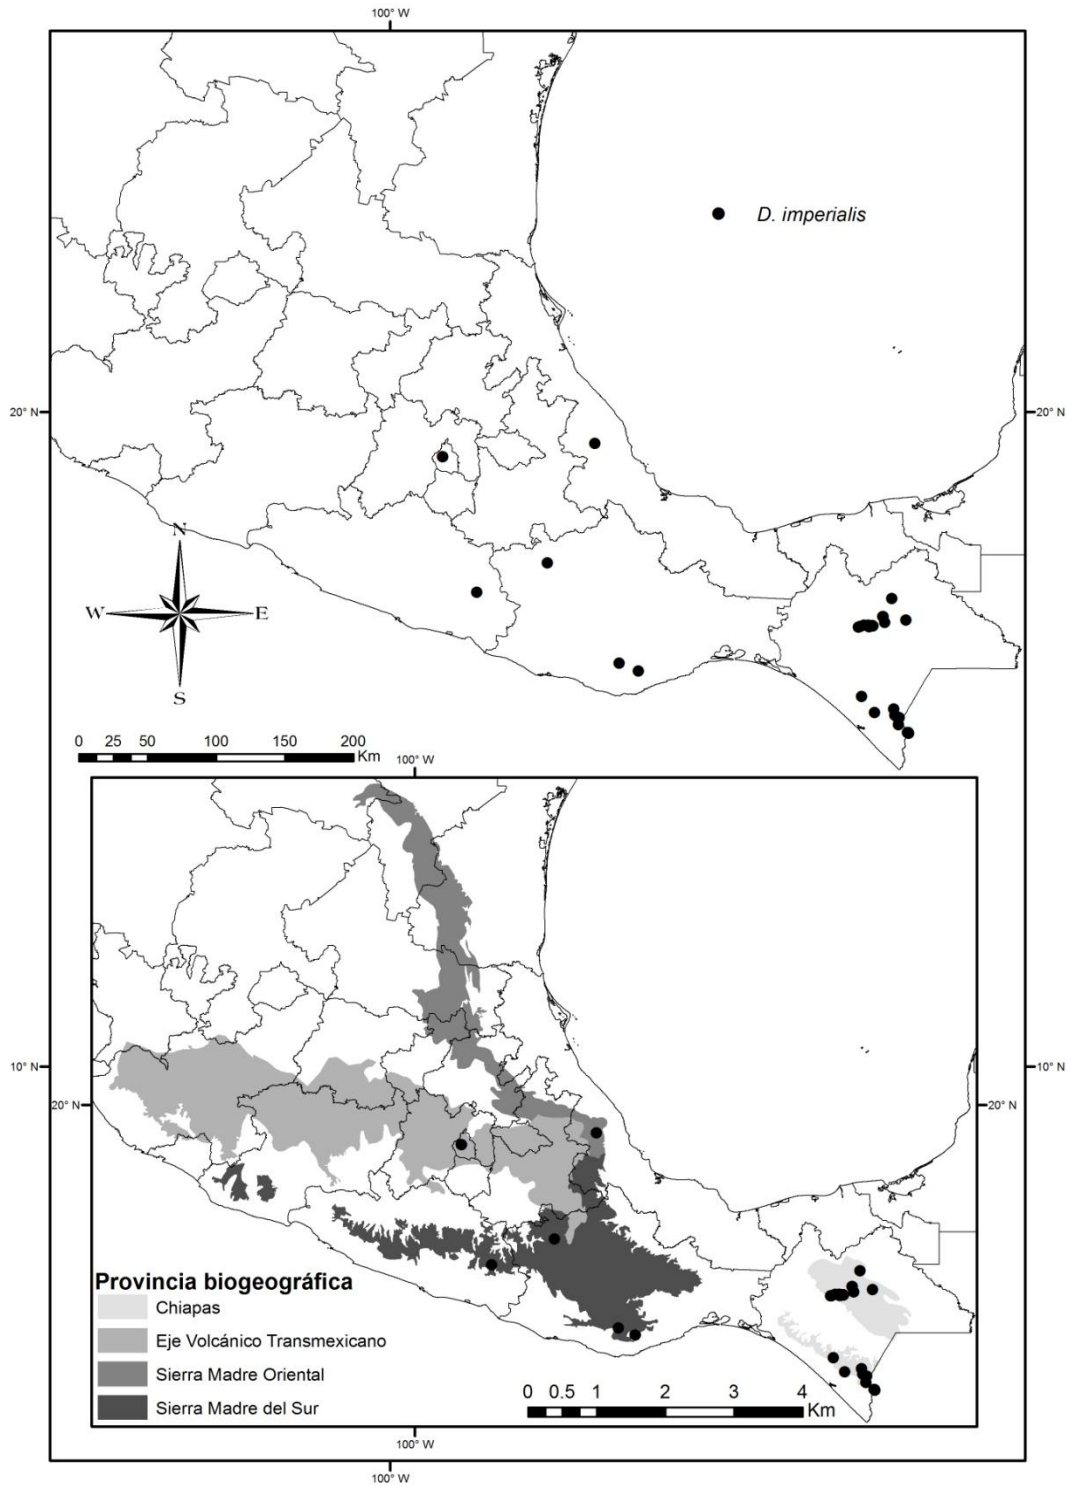 100° W
D. imperialis
20° N
20° N
N
W
E
S
0 25 50 100 150 200
Km
100° W
10° N
10° N
20° N
20° N
Provincia biogeográfica
Chiapas
Eje Volcánico Transmexicano
Sierra Madre Oriental
Sierra Madre del Sur
0 0.5 1 2 3 4
Km
100° W
100° W